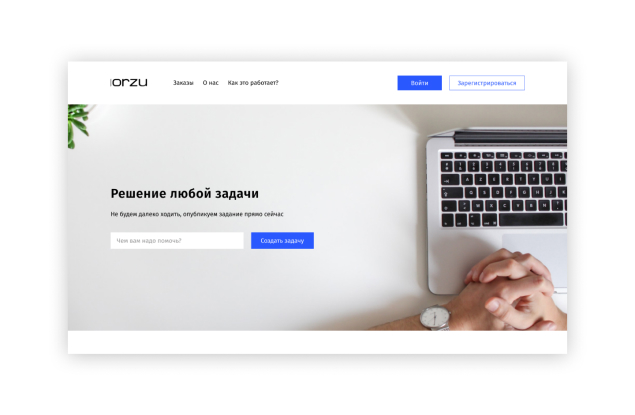 orzu
Заказы О нас Как это работает?
Войти Зарегистрироваться
Решение любой задачи
Не будем далеко ходить, опубликуем задание прямо сейчас
Чем вам надо помочь? Создать задачу